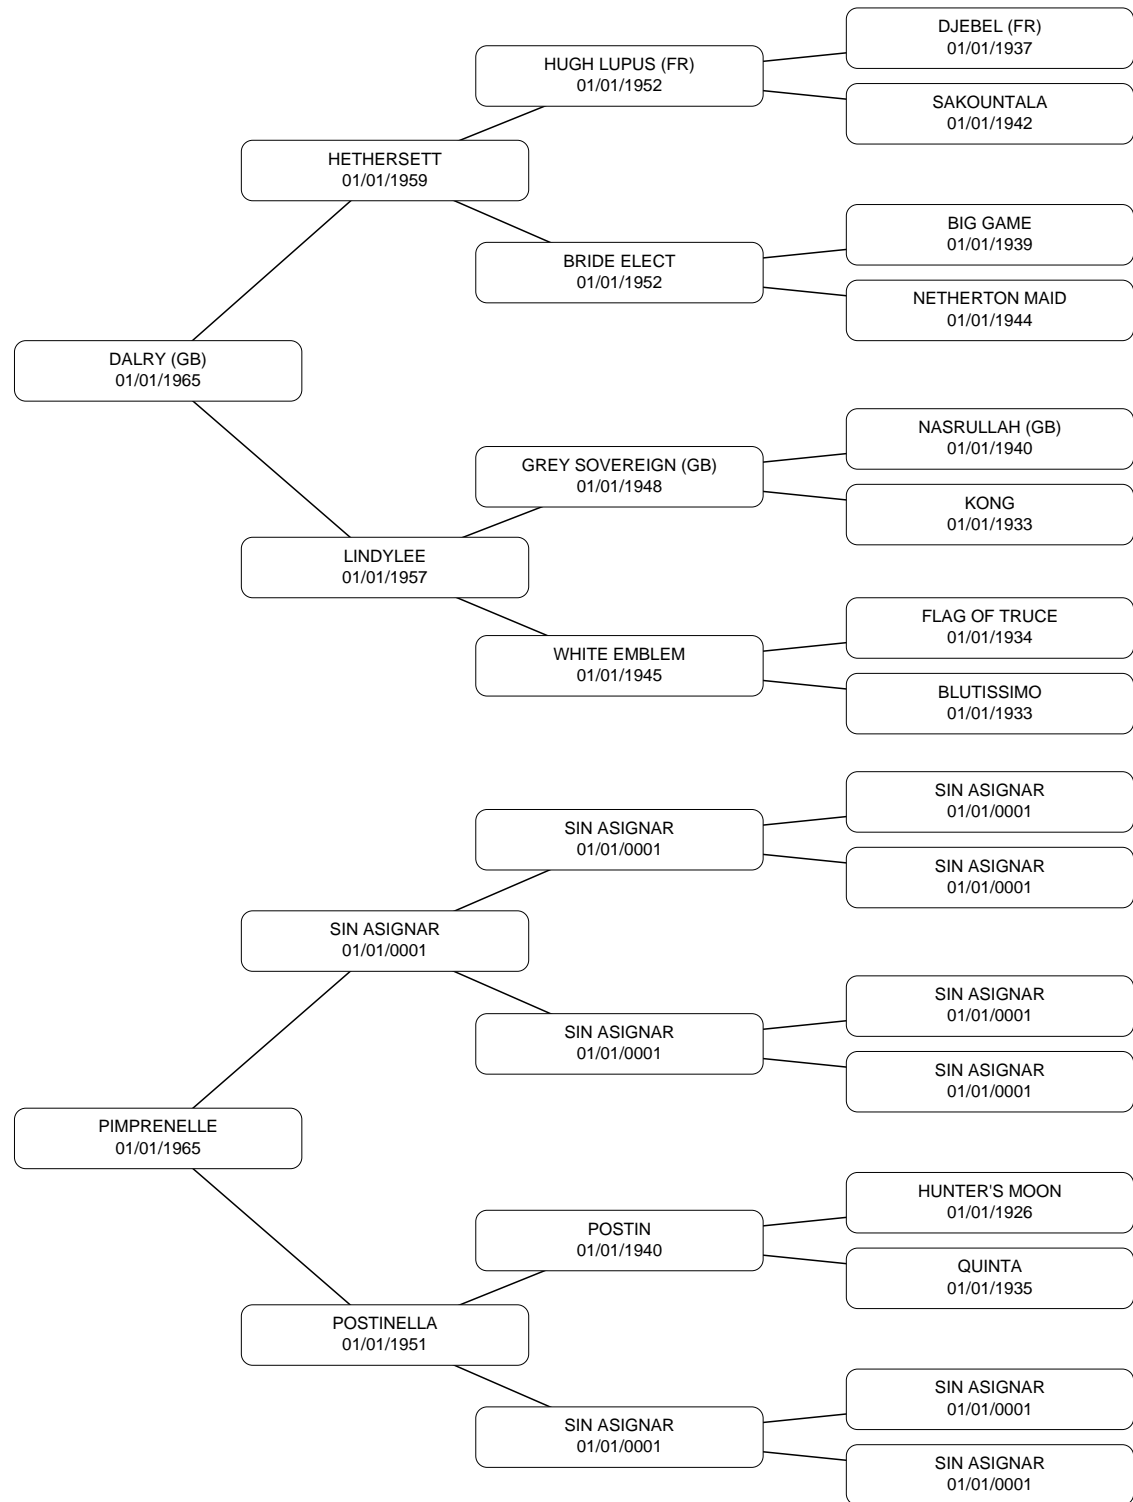 DJEBEL (FR)
01/01/1937
HUGH LUPUS (FR)
01/01/1952
SAKOUNTALA
01/01/1942
HETHERSETT
01/01/1959
BIG GAME
01/01/1939
BRIDE ELECT
01/01/1952
NETHERTON MAID
01/01/1944
DALRY (GB)
01/01/1965
NASRULLAH (GB)
01/01/1940
GREY SOVEREIGN (GB)
01/01/1948
KONG
01/01/1933
LINDYLEE
01/01/1957
FLAG OF TRUCE
01/01/1934
WHITE EMBLEM
01/01/1945
BLUTISSIMO
01/01/1933
SIN ASIGNAR
01/01/0001
SIN ASIGNAR
01/01/0001
SIN ASIGNAR
01/01/0001
SIN ASIGNAR
01/01/0001
SIN ASIGNAR
01/01/0001
SIN ASIGNAR
01/01/0001
SIN ASIGNAR
01/01/0001
PIMPRENELLE
01/01/1965
HUNTER'S MOON
01/01/1926
POSTIN
01/01/1940
QUINTA
01/01/1935
POSTINELLA
01/01/1951
SIN ASIGNAR
01/01/0001
SIN ASIGNAR
01/01/0001
SIN ASIGNAR
01/01/0001